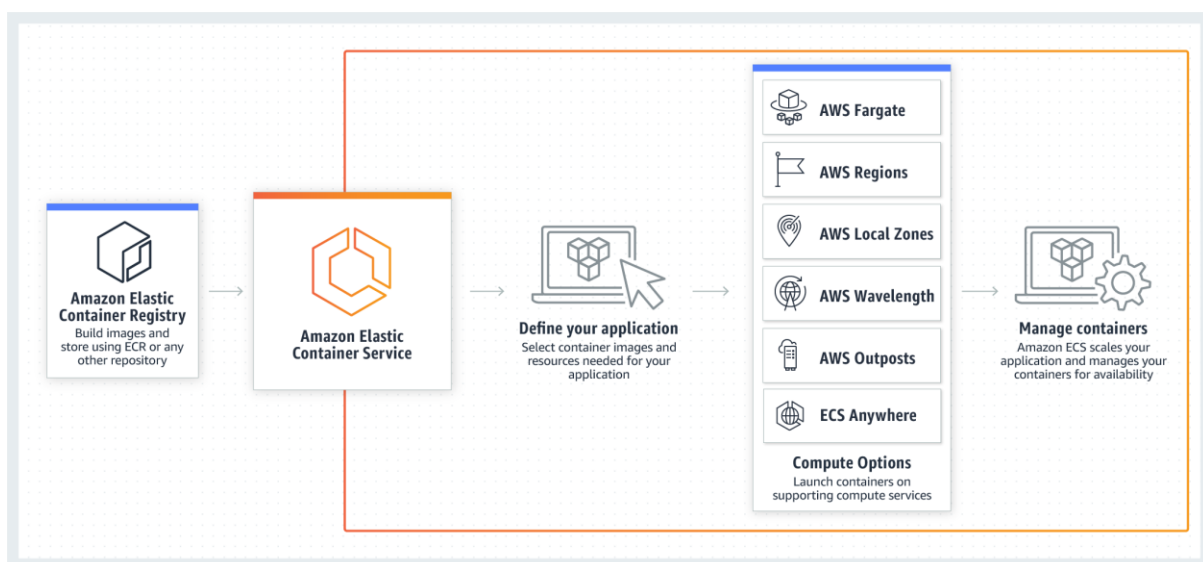 Amazon Elastic
Container Registry
Build images and
store using ECR or any
other repository
Amazon Elastic
Container Service
Define your application
Select container images and
resources needed for your
application
AWS Fargate
AWS Regions
AWS Local Zones
AWS Wavelength
AWS Outposts
ECS Anywhere
Compute Options
Launch containers on
supporting compute services
Manage containers
Amazon ECS scales your
application and manages your
containers for availability